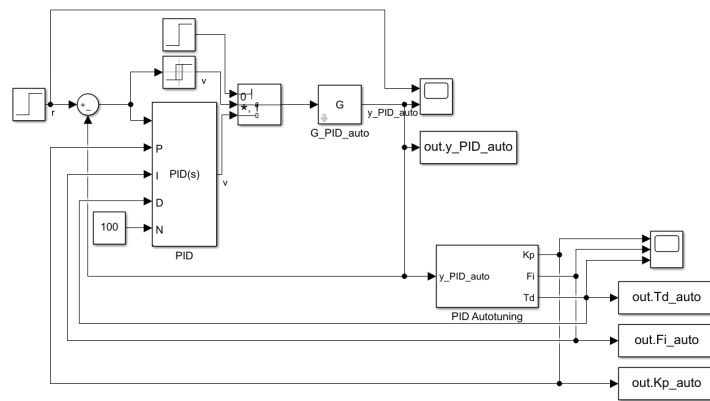 0
v
*, 
G
r
G_PID_auto
y_PID_auto
out.y_PID_auto
P
I
PID(s)
v
D
100
N
PID
Kp
y_PID_auto
Fi
Td
PID Autotuning
out.Td_auto
out.Fi_auto
out.Kp_auto